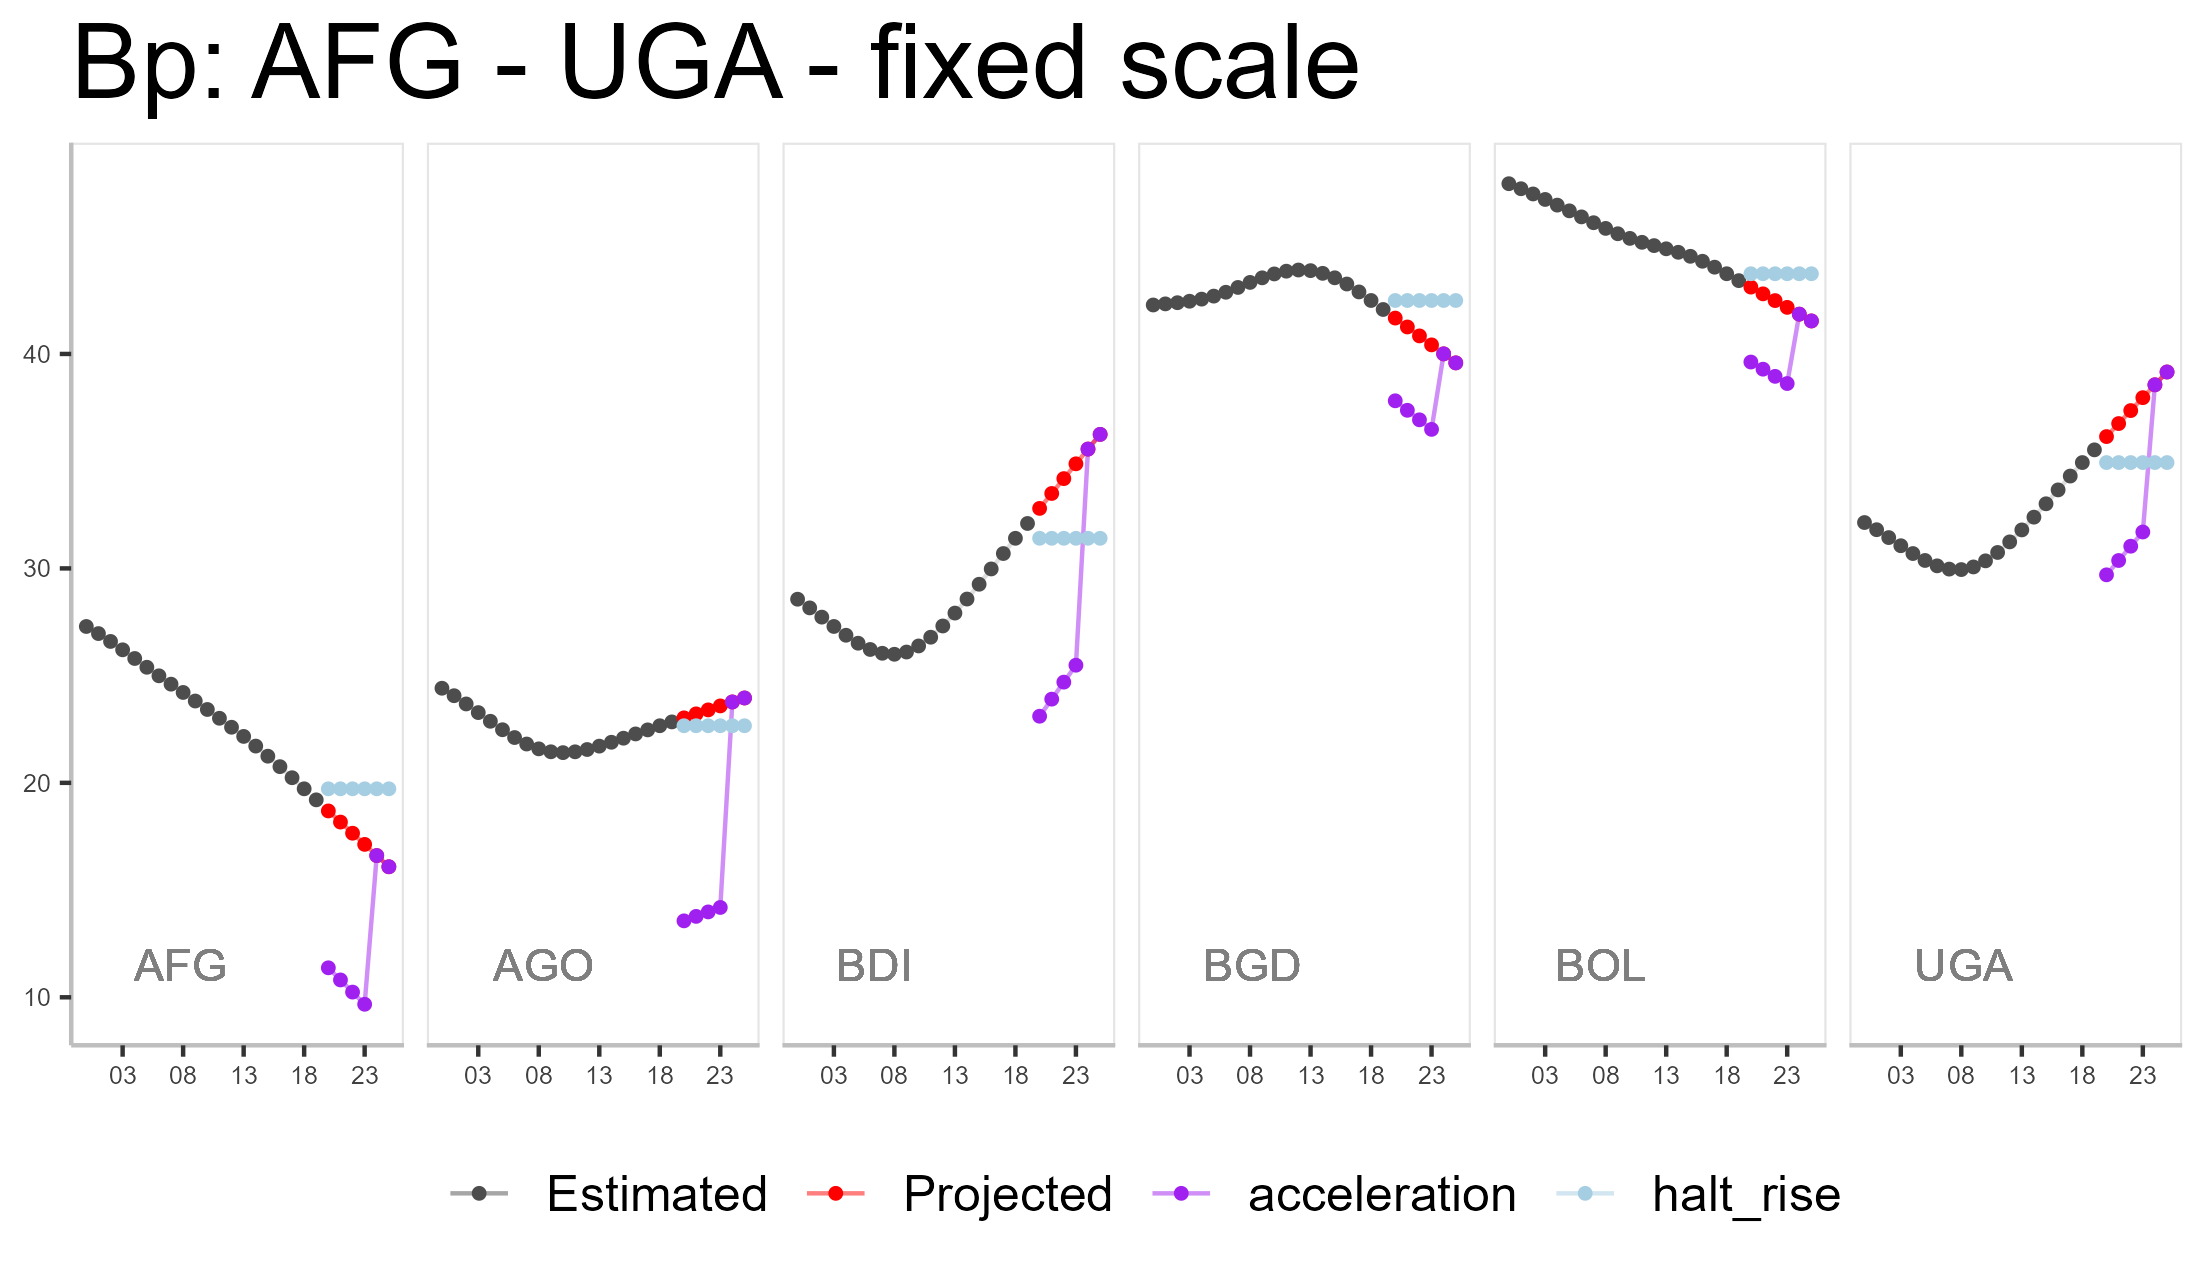 Bp: AFG - UGA - fixed scale
40
30
20
10
AFG AGO BDI BGD BOL UGA
03 08 13 18 23 03 08 13 18 23 03 08 13 18 23 03 08 13 18 23 03 08 13 18 23 03 08 13 18 23
Estimated Projected acceleration halt_rise